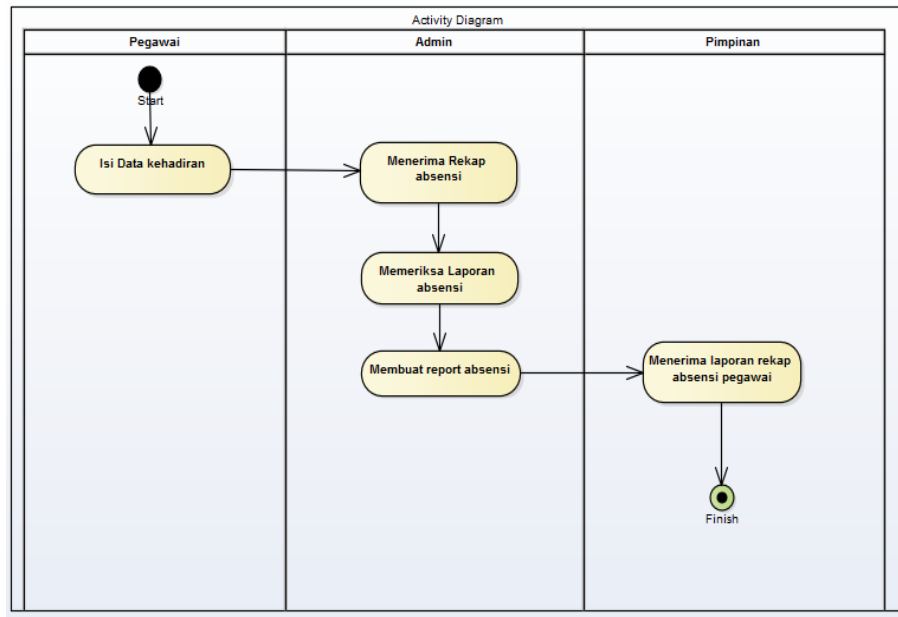 Activity Diagram
Pegawai
Admin
Pimpinan
Start
Isi Data kehadiran
Menerima Rekap
absensi
Memeriksa Laporan
absensi
Membuat report absensi
Menerima laporan rekap
absensi pegawai
Finish